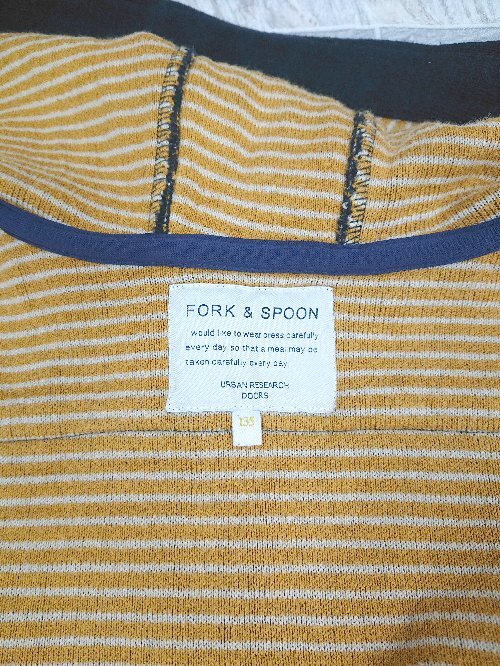 FORK & SPOON
I would like to wear dress carefully
every day so that a meal may be
taken carefully every day.
URBAN RESEARCH
DOORS
135